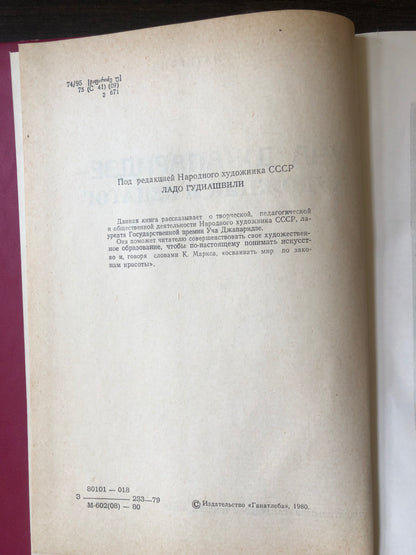 74/95
75 (С 41) (09)
671
Под редакцией Народного художника СССР
ЛАДО ГУДИАШВИЛИ
Данная книга рассказывает о творческой, педагогической
и общественной деятельности Народного художника СССР, ла-
уреата Государственной премии Уча Джапаридзе.
Она поможет читателю совершенствовать свое художествен-
ное образование, чтобы по-настоящему понимать искусст-
во и, говоря словами К. Маркса, «осваивать мир по зако-
нам красоты».
80101 — 018
З ——— 233—79
М—602(08) — 80
© Издательство «Ганатлеба», 1980.